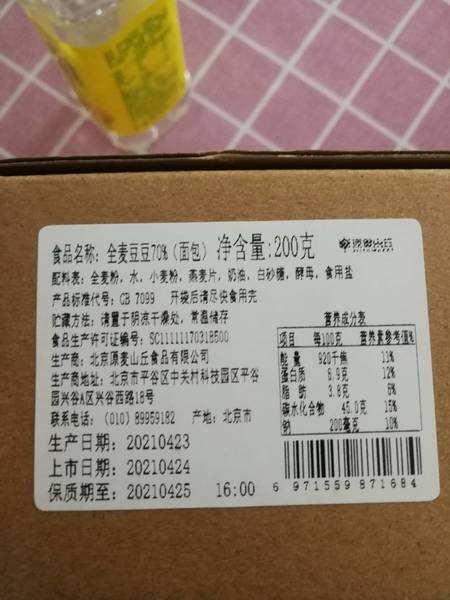 食品名称：全麦豆豆70%（面包） 净含量:200克
配料表：全麦粉，水，小麦粉，燕麦片，奶油，白砂糖，酵母，食用盐
产品标准代号：GB 7099 开袋后请尽快食用完
贮藏方法：请置于阴凉干燥处，常温储存
食品生产许可证编号：SC11111170318500
生产商：北京原麦山丘食品有限公司
生产商地址：北京市平谷区中关村科技园区平谷
园兴谷A区兴谷西路18号
联系电话：（010）89959182 产地：北京市
生产日期：20210423
上市日期：20210424
保质期至：20210425 16:00
营养成分表
项目 每100克 营养素参考值%
能量 920千焦 11%
蛋白质 6.9克 12%
脂肪 3.8克 6%
碳水化合物 45.0克 15%
钠 200毫克 10%
6 971559 871684